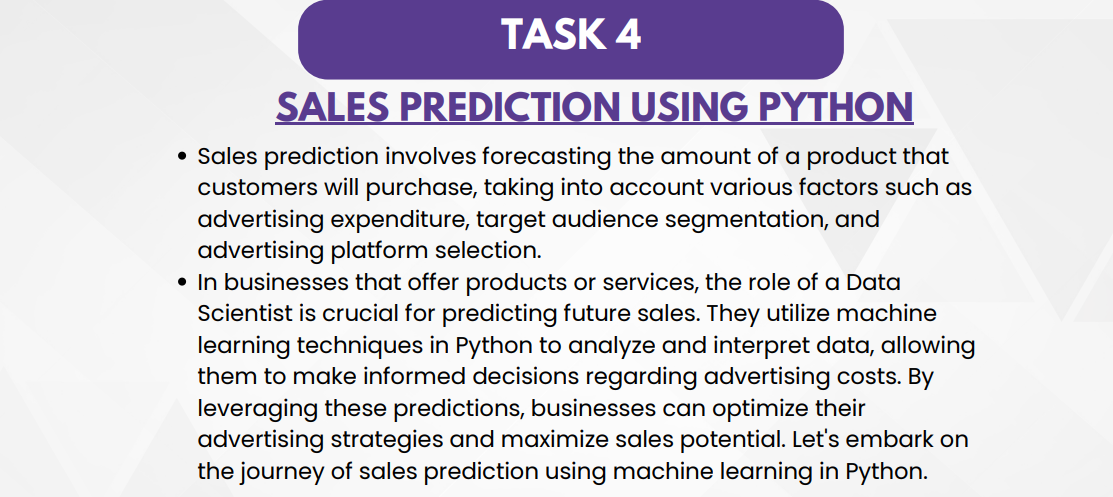 TASK 4
SALES PREDICTION USING PYTHON
• Sales prediction involves forecasting the amount of a product that
customers will purchase, taking into account various factors such as
advertising expenditure, target audience segmentation, and
advertising platform selection.
• In businesses that offer products or services, the role of a Data
Scientist is crucial for predicting future sales. They utilize machine
learning techniques in Python to analyze and interpret data, allowing
them to make informed decisions regarding advertising costs. By
leveraging these predictions, businesses can optimize their
advertising strategies and maximize sales potential. Let's embark on
the journey of sales prediction using machine learning in Python.